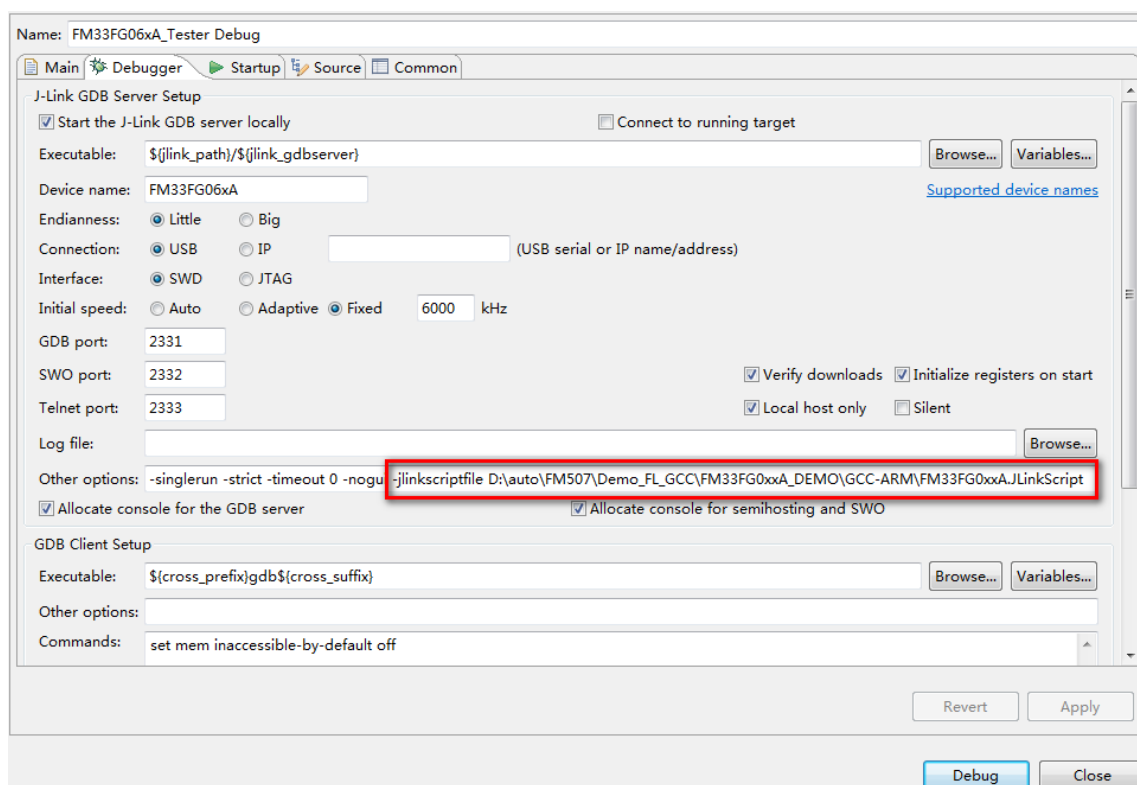 Name: FM33FG06xA_Tester Debug
Main Debugger Startup Source Common
J-Link GDB Server Setup
Start the J-Link GDB server locally Connect to running target
Executable: ${jlink_path}/${jlink_gdbserver} Browse... Variables...
Device name: FM33FG06xA Supported device names
Endianness: Little Big
Connection: USB IP (USB serial or IP name/address)
Interface: SWD JTAG
Initial speed: Auto Adaptive Fixed 6000 kHz
GDB port: 2331
SWO port: 2332 Verify downloads Initialize registers on start
Telnet port: 2333 Local host only Silent
Log file: Browse...
Other options: -singlerun -strict -timeout 0 -nogu -jlinkscriptfile D:\auto\FM507\Demo_FL_GCC\FM33FG0xxA_DEMO\GCC-ARM\FM33FG0xxA.JLinkScript
Allocate console for the GDB server Allocate console for semihosting and SWO
GDB Client Setup
Executable: ${cross_prefix}gdb${cross_suffix} Browse... Variables...
Other options:
Commands: set mem inaccessible-by-default off
Revert Apply
Debug Close